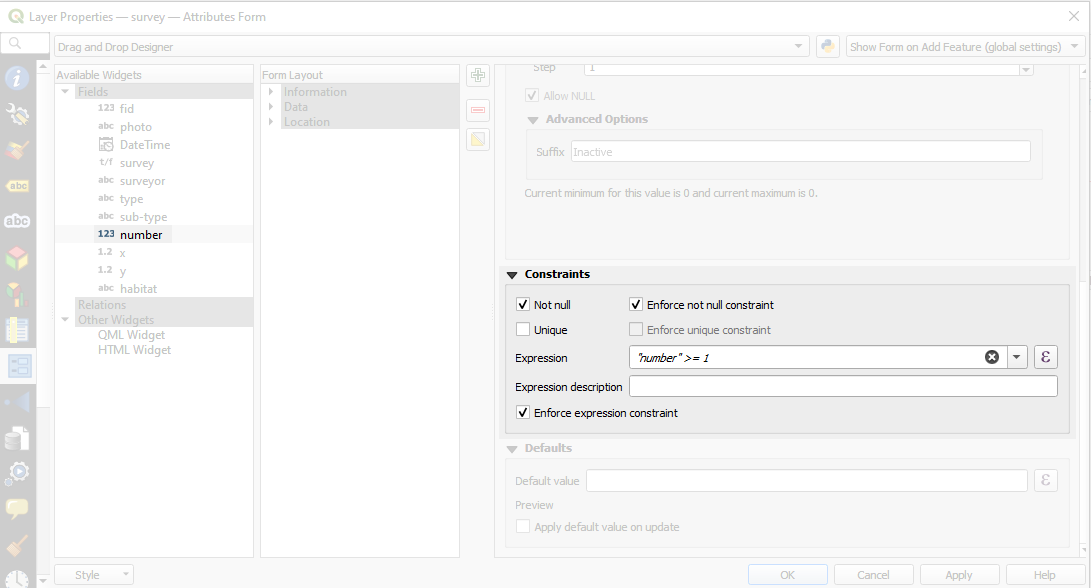 Layer Properties — survey — Attributes Form
Drag and Drop Designer
Show Form on Add Feature (global settings)
Available Widgets
Fields
123 fid
abc photo
DateTime
t/f survey
abc surveyor
abc type
abc sub-type
123 number
1.2 x
1.2 y
abc habitat
Relations
Other Widgets
QML Widget
HTML Widget
Form Layout
Information
Data
Location
Step 1
Allow NULL
Advanced Options
Suffix Inactive
Current minimum for this value is 0 and current maximum is 0.
Constraints
Not null Enforce not null constraint
Unique Enforce unique constraint
Expression "number" >= 1 ε
Expression description
Enforce expression constraint
Defaults
Default value ε
Preview
Apply default value on update
abc
abc
Style
OK Cancel Apply Help